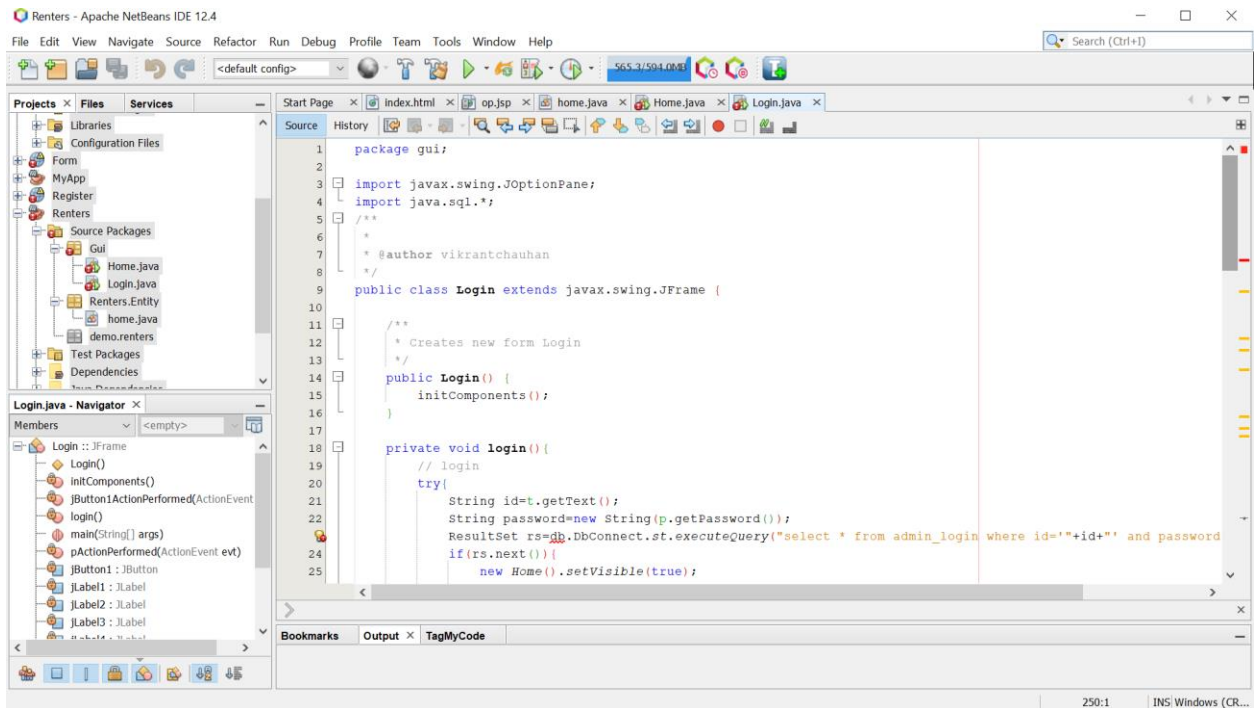 Renters - Apache NetBeans IDE 12.4
File Edit View Navigate Source Refactor Run Debug Profile Team Tools Window Help
Search (Ctrl+I)
<default config>
565.3/594.0MB
Projects Files Services
Libraries
Configuration Files
Form
MyApp
Register
Renters
Source Packages
Gui
Home.java
Login.java
Renters.Entity
home.java
demo.renters
Test Packages
Dependencies
Login.java - Navigator
Members <empty>
Login :: JFrame
Login()
initComponents()
jButton1ActionPerformed(ActionEvent
login()
main(String[] args)
pActionPerformed(ActionEvent evt)
jButton1 : JButton
jLabel1 : JLabel
jLabel2 : JLabel
jLabel3 : JLabel
Start Page index.html op.jsp home.java Home.java Login.java
Source History
1 package gui;
2
3 import javax.swing.JOptionPane;
4 import java.sql.*;
5 /**
6 *
7 * @author vikrantchauhan
8 */
9 public class Login extends javax.swing.JFrame {
10
11 /**
12 * Creates new form Login
13 */
14 public Login() {
15 initComponents();
16 }
17
18 private void login(){
19 // login
20 try{
21 String id=t.getText();
22 String password=new String(p.getPassword());
ResultSet rs=db.DbConnect.st.executeQuery("select * from admin_login where id='"+id+"' and password
24 if(rs.next()){
25 new Home().setVisible(true);
Bookmarks Output TagMyCode
250:1 INS Windows (CR...